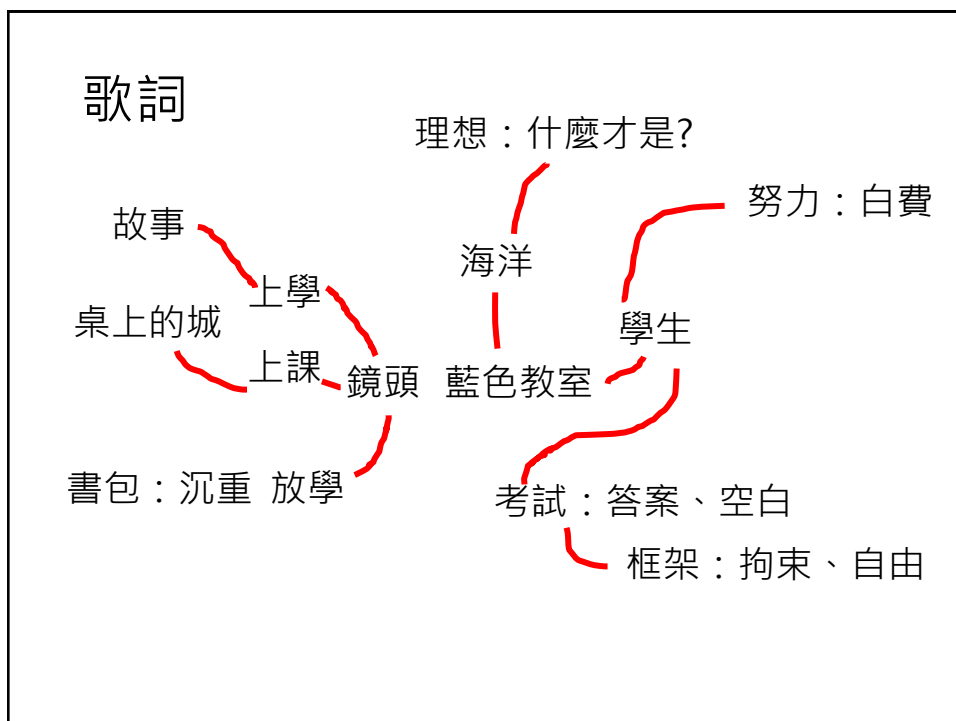 歌詞
理想：什麼才是?
努力：白費
故事
海洋
上學
桌上的城
學生
上課
鏡頭 藍色教室
書包：沉重 放學
考試：答案、空白
框架：拘束、自由